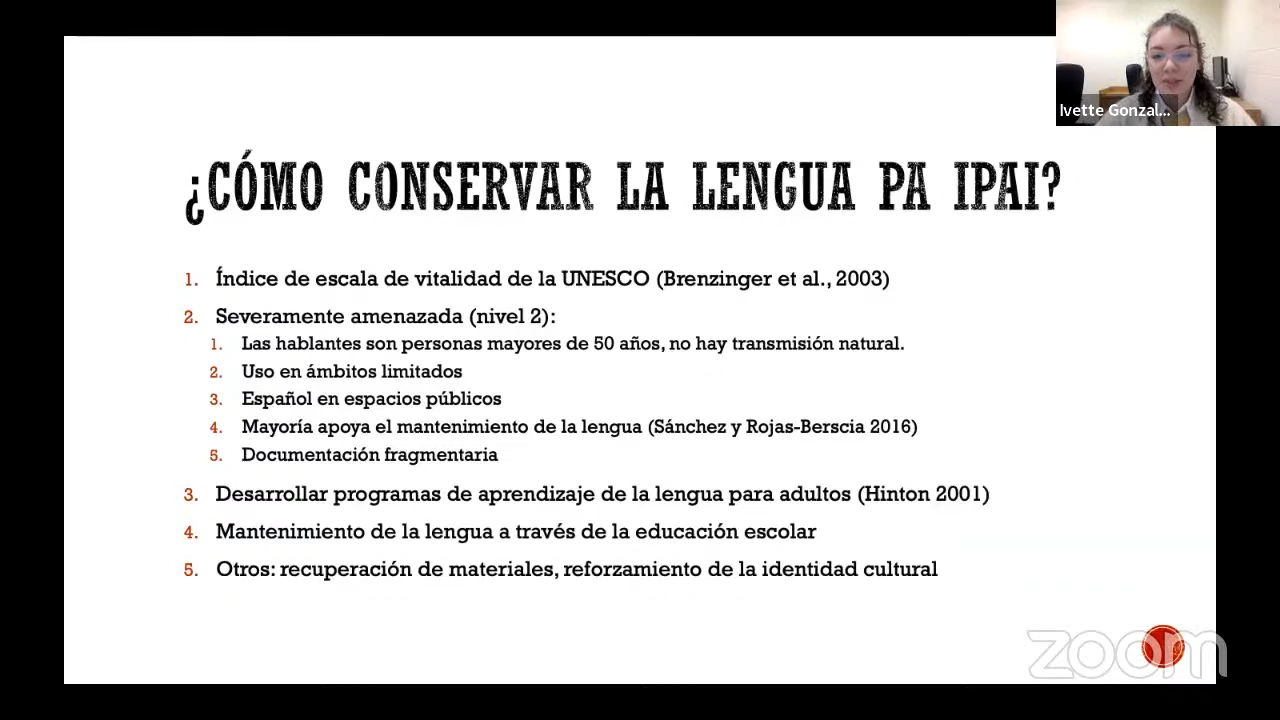 Ivette Gonzal...
¿CÓMO CONSERVAR LA LENGUA PA IPAI?
1. Índice de escala de vitalidad de la UNESCO (Brenzinger et al., 2003)
2. Severamente amenazada (nivel 2):
1. Las hablantes son personas mayores de 50 años, no hay transmisión natural.
2. Uso en ámbitos limitados
3. Español en espacios públicos
4. Mayoría apoya el mantenimiento de la lengua (Sánchez y Rojas-Berscia 2016)
5. Documentación fragmentaria
3. Desarrollar programas de aprendizaje de la lengua para adultos (Hinton 2001)
4. Mantenimiento de la lengua a través de la educación escolar
5. Otros: recuperación de materiales, reforzamiento de la identidad cultural
zoom